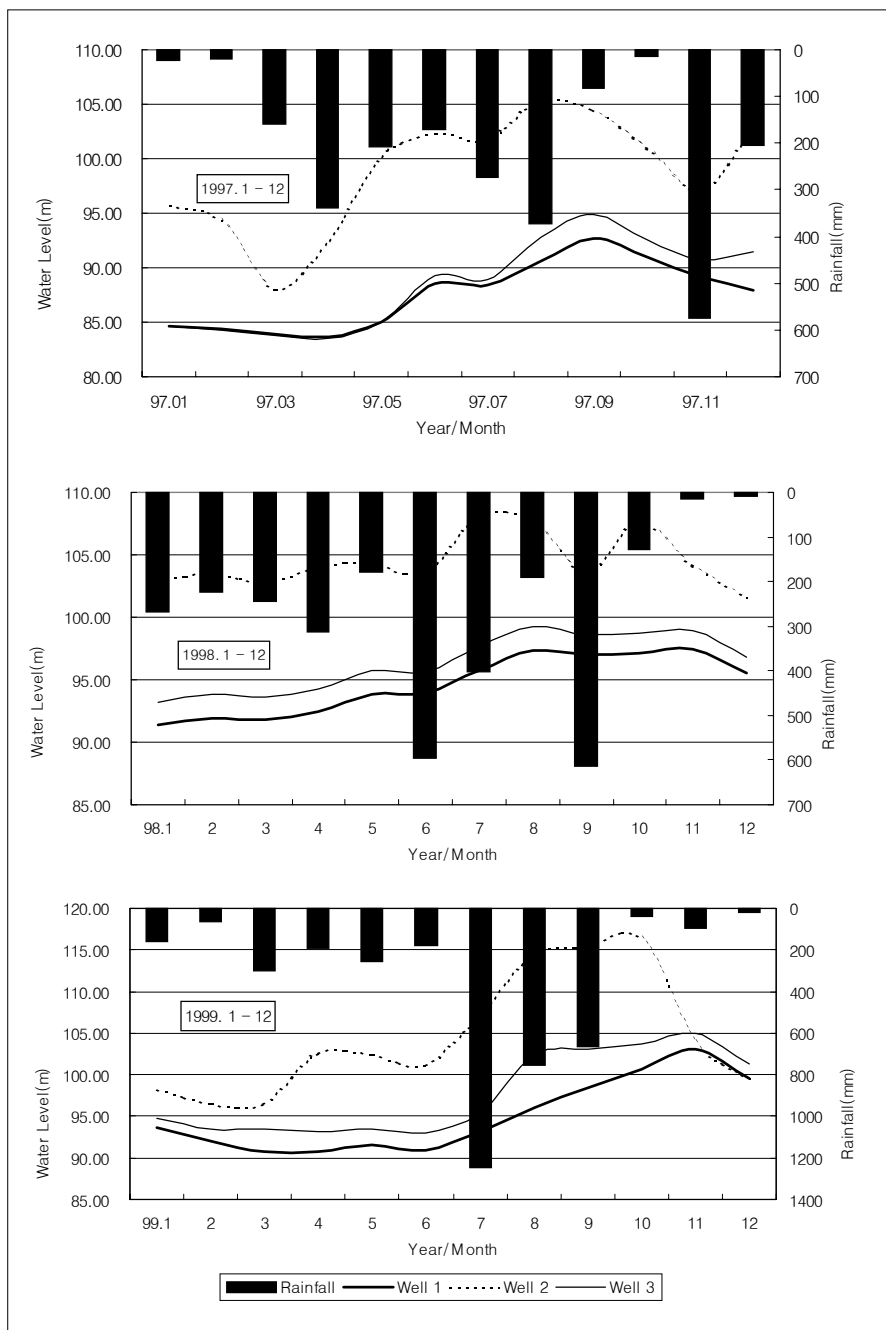 110.00
105.00
100.00
95.00
90.00
85.00
80.00
Water Level(m)
0
100
200
300
400
500
600
700
Rainfall(mm)
1997. 1 - 12
97.01 97.03 97.05 97.07 97.09 97.11
Year/Month
110.00
105.00
100.00
95.00
90.00
85.00
Water Level(m)
0
100
200
300
400
500
600
700
Rainfall(mm)
1998. 1 - 12
98.1 2 3 4 5 6 7 8 9 10 11 12
Year/Month
120.00
115.00
110.00
105.00
100.00
95.00
90.00
85.00
Water Level(m)
0
200
400
600
800
1000
1200
1400
Rainfall(mm)
1999. 1 - 12
99.1 2 3 4 5 6 7 8 9 10 11 12
Year/Month
Rainfall Well 1 Well 2 Well 3